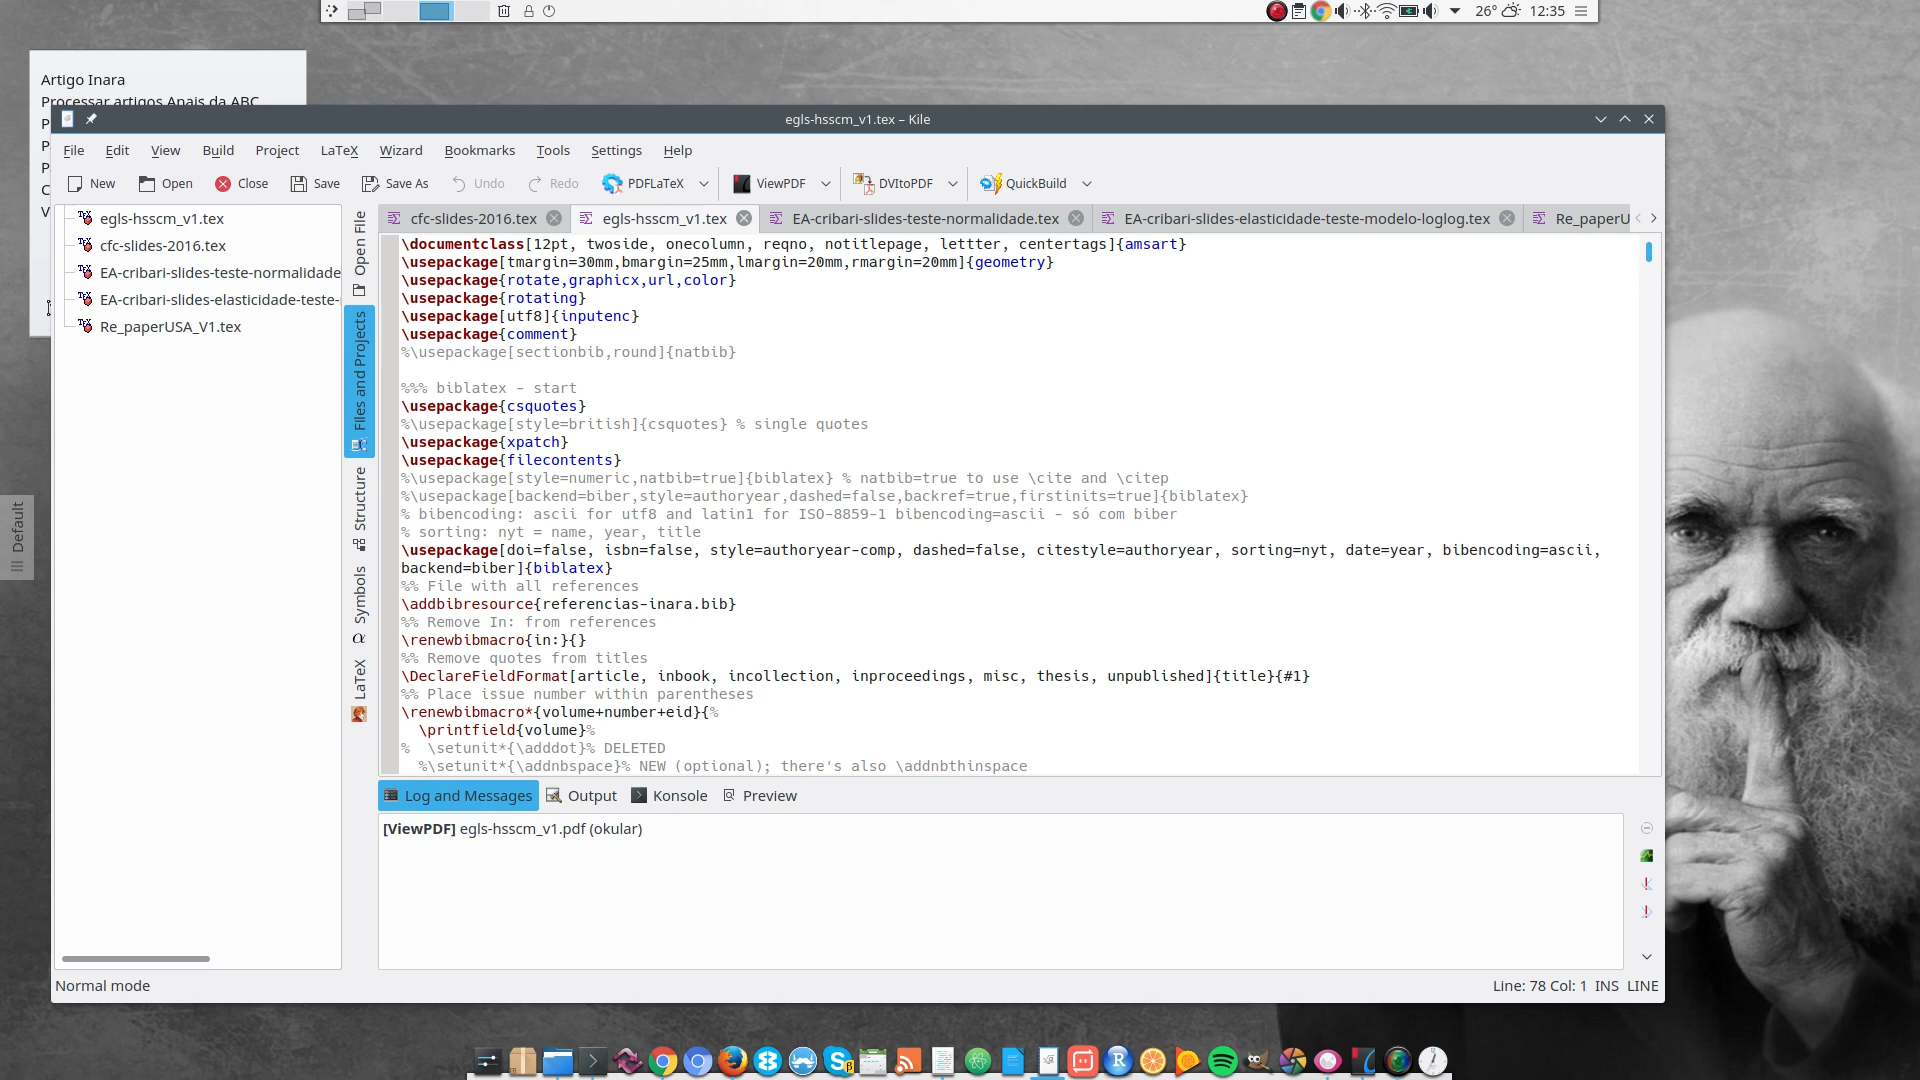 26° 12:35
Artigo Inara
Processar artigos Anais da ABC
P
P
P
C
V
Default
egls-hsscm_v1.tex – Kile
File Edit View Build Project LaTeX Wizard Bookmarks Tools Settings Help
New Open Close Save Save As Undo Redo PDFLaTeX ViewPDF DVItoPDF QuickBuild
egls-hsscm_v1.tex
cfc-slides-2016.tex
EA-cribari-slides-teste-normalidade
EA-cribari-slides-elasticidade-teste-
Re_paperUSA_V1.tex
Open File
Files and Projects
Structure
Symbols
α
LaTeX
cfc-slides-2016.tex egls-hsscm_v1.tex EA-cribari-slides-teste-normalidade.tex EA-cribari-slides-elasticidade-teste-modelo-loglog.tex Re_paperU
\documentclass[12pt, twoside, onecolumn, reqno, notitlepage, lettter, centertags]{amsart}
\usepackage[tmargin=30mm,bmargin=25mm,lmargin=20mm,rmargin=20mm]{geometry}
\usepackage{rotate,graphicx,url,color}
\usepackage{rotating}
\usepackage[utf8]{inputenc}
\usepackage{comment}
%\usepackage[sectionbib,round]{natbib}
%%% biblatex - start
\usepackage{csquotes}
%\usepackage[style=british]{csquotes} % single quotes
\usepackage{xpatch}
\usepackage{filecontents}
%\usepackage[style=numeric,natbib=true]{biblatex} % natbib=true to use \cite and \citep
%\usepackage[backend=biber,style=authoryear,dashed=false,backref=true,firstinits=true]{biblatex}
% bibencoding: ascii for utf8 and latin1 for ISO-8859-1 bibencoding=ascii - só com biber
% sorting: nyt = name, year, title
\usepackage[doi=false, isbn=false, style=authoryear-comp, dashed=false, citestyle=authoryear, sorting=nyt, date=year, bibencoding=ascii,
backend=biber]{biblatex}
%% File with all references
\addbibresource{referencias-inara.bib}
%% Remove In: from references
\renewbibmacro{in:}{}
%% Remove quotes from titles
\DeclareFieldFormat[article, inbook, incollection, inproceedings, misc, thesis, unpublished]{title}{#1}
%% Place issue number within parentheses
\renewbibmacro*{volume+number+eid}{%
\printfield{volume}%
% \setunit*{\adddot}% DELETED
%\setunit*{\addnbspace}% NEW (optional); there's also \addnbthinspace
Log and Messages Output Konsole Preview
[ViewPDF] egls-hsscm_v1.pdf (okular)
Normal mode
Line: 78 Col: 1 INS LINE